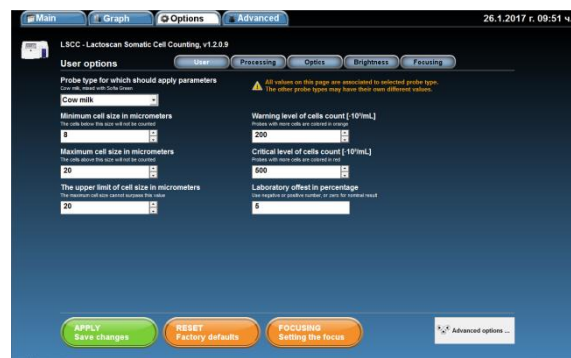 Main Graph Options Advanced 26.1.2017 г. 09:51 ч.
LSCC - Lactoscan Somatic Cell Counting, v1.2.0.9
User options User Processing Optics Brightness Focusing
Probe type for which should apply parameters
Cow milk, mixed with Sofia Green
Cow milk
All values on this page are associated to selected probe type.
The other probe types may have their own different values.
Minimum cell size in micrometers
The cells below this size will not be counted
8
Maximum cell size in micrometers
The cells above this size will not be counted
20
The upper limit of cell size in micrometers
The maximum cell size cannot surpass this value
20
Warning level of cells count [·10³/mL]
Probes with more cells are colored in orange
200
Critical level of cells count [·10³/mL]
Probes with more cells are colored in red
500
Laboratory offest in percentage
Use negative or positive number, or zero for nominal result
5
APPLY
Save changes
RESET
Factory defaults
FOCUSING
Setting the focus
Advanced options ...